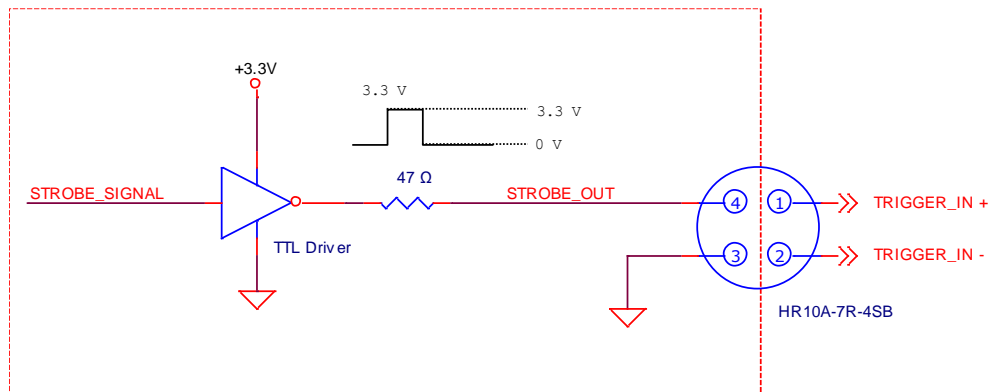 +3.3V
3.3 V
3.3 V
0 V
STROBE_SIGNAL
47 Ω
STROBE_OUT
4
1
TRIGGER_IN +
TTL Driver
3
2
TRIGGER_IN -
HR10A-7R-4SB